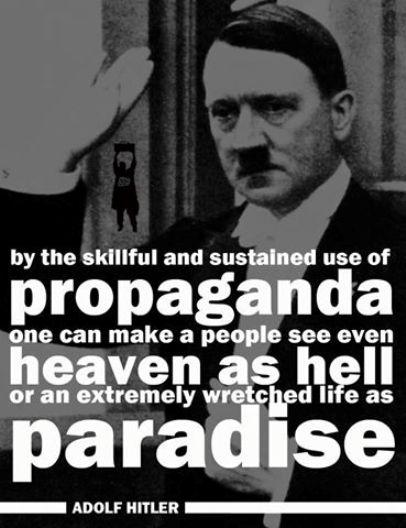 by the skillful and sustained use of
propaganda
one can make a people see even
heaven as hell
or an extremely wretched life as
paradise
ADOLF HITLER